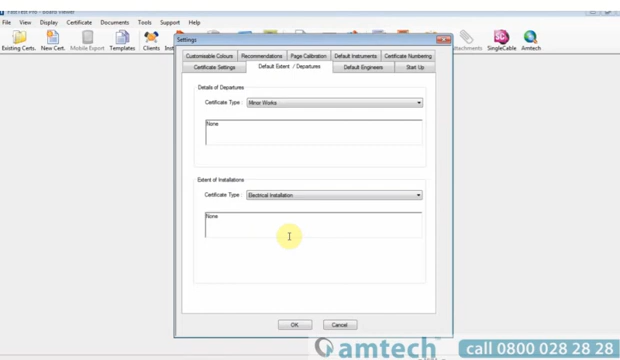 File View Display Certificate Documents Tools Support Help
Existing Certs. New Cert. Mobile Export Templates Clients SingleCable. Amtech
Settings
Customisable Colours Recommendations Page Calibration Default Instruments Certificate Numbering
Certificate Settings Default Extent / Departures Default Engineers Start Up
Details of Departures
Certificate Type : Minor Works
None
Extent of Installations
Certificate Type : Electrical Installation
None
OK Cancel
amtech call 0800 028 28 28